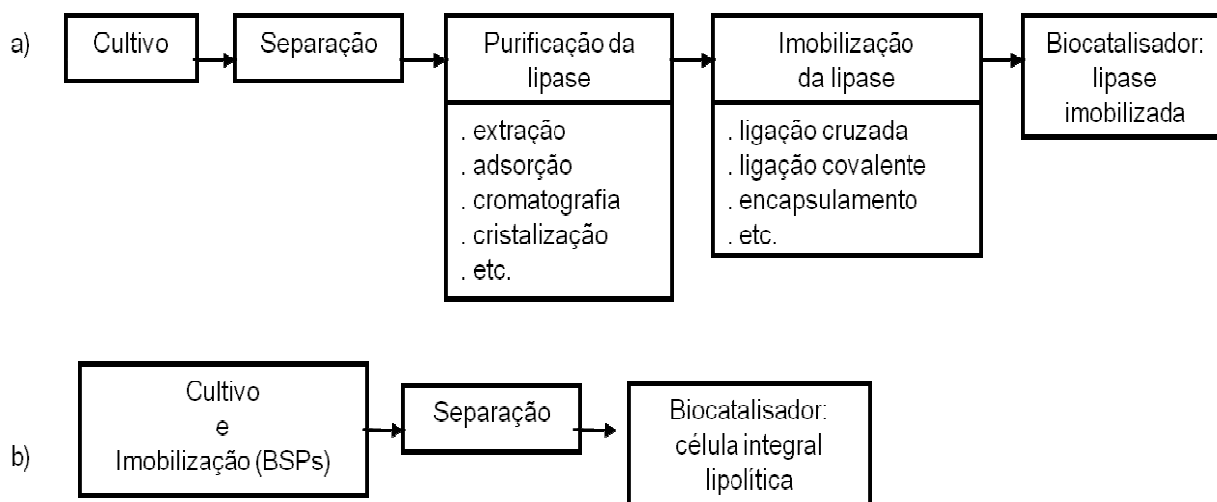 a)
Cultivo
Separação
Purificação da
lipase
. extração
. adsorção
. cromatografia
. cristalização
. etc.
Imobilização
da lipase
. ligação cruzada
. ligação covalente
. encapsulamento
. etc.
Biocatalisador:
lipase
imobilizada
b)
Cultivo
e
Imobilização (BSPs)
Separação
Biocatalisador:
célula integral
lipolítica